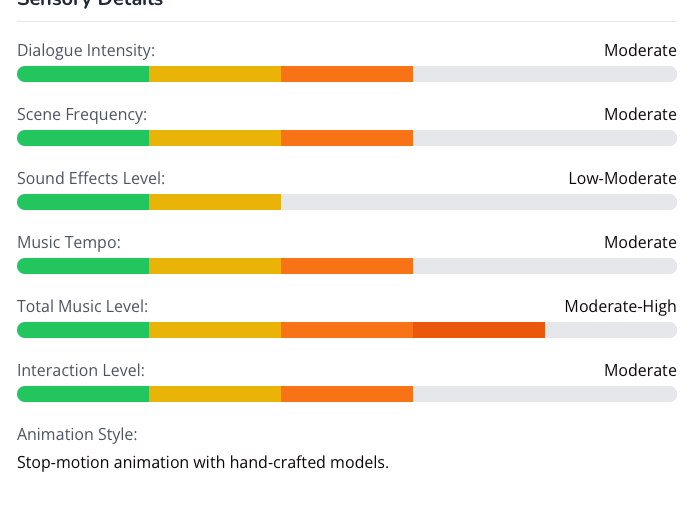 Sensory Details
Dialogue Intensity: Moderate
Scene Frequency: Moderate
Sound Effects Level: Low-Moderate
Music Tempo: Moderate
Total Music Level: Moderate-High
Interaction Level: Moderate
Animation Style:
Stop-motion animation with hand-crafted models.